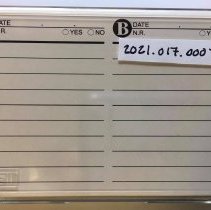 DATE
B DATE
N.R. YES NO
N.R.
2021.017.000